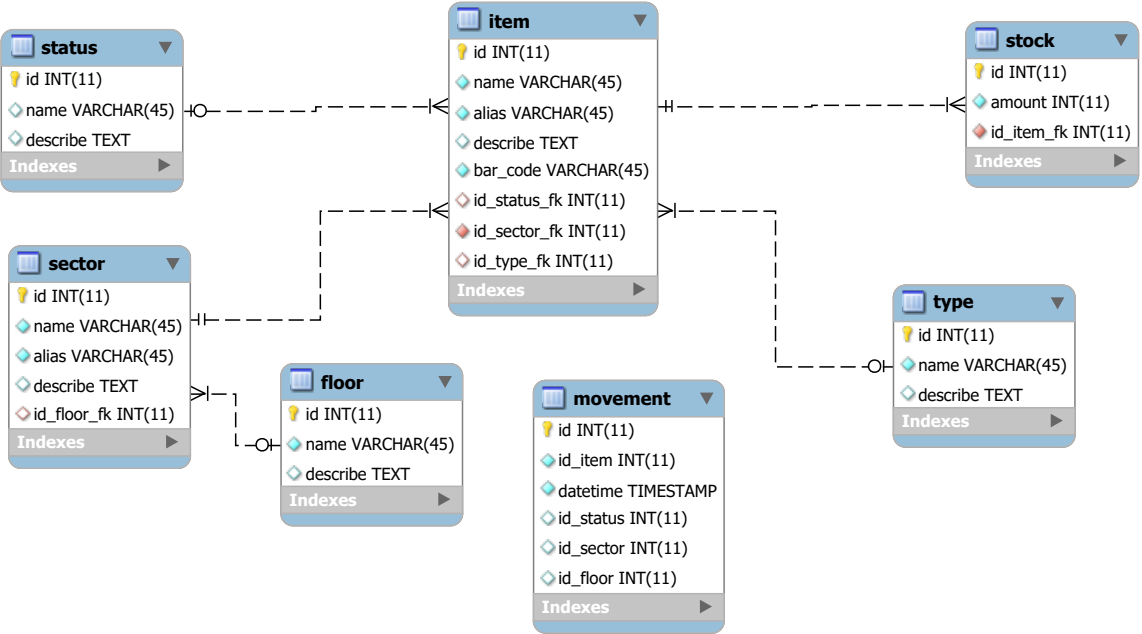 status
id INT(11)
name VARCHAR(45)
describe TEXT
Indexes
item
id INT(11)
name VARCHAR(45)
alias VARCHAR(45)
describe TEXT
bar_code VARCHAR(45)
id_status_fk INT(11)
id_sector_fk INT(11)
id_type_fk INT(11)
Indexes
stock
id INT(11)
amount INT(11)
id_item_fk INT(11)
Indexes
sector
id INT(11)
name VARCHAR(45)
alias VARCHAR(45)
describe TEXT
id_floor_fk INT(11)
Indexes
floor
id INT(11)
name VARCHAR(45)
describe TEXT
Indexes
movement
id INT(11)
id_item INT(11)
datetime TIMESTAMP
id_status INT(11)
id_sector INT(11)
id_floor INT(11)
Indexes
type
id INT(11)
name VARCHAR(45)
describe TEXT
Indexes